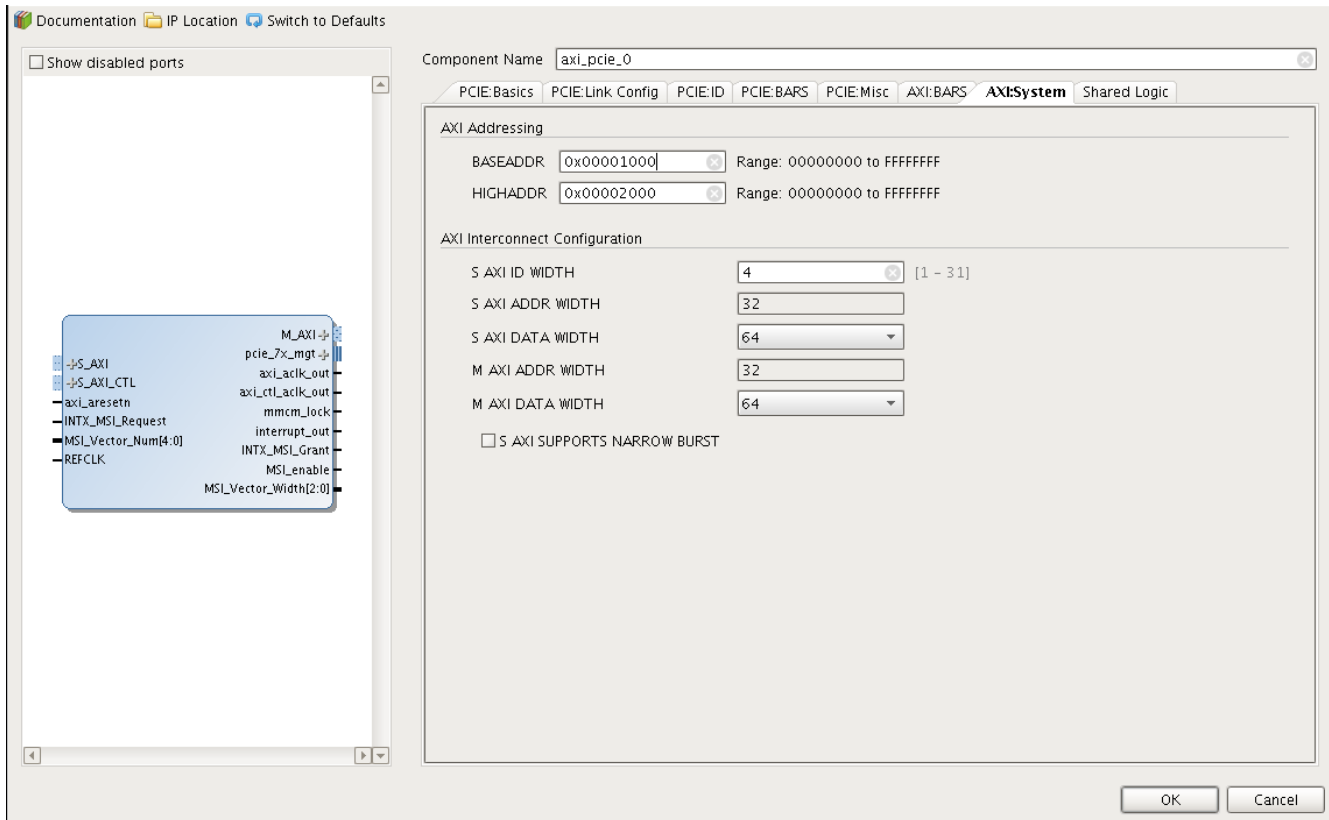 Documentation IP Location Switch to Defaults
Show disabled ports
Component Name axi_pcie_0
PCIE:Basics PCIE:Link Config PCIE:ID PCIE:BARS PCIE:Misc AXI:BARS AXI:System Shared Logic
AXI Addressing
BASEADDR 0x00001000 Range: 00000000 to FFFFFFFF
HIGHADDR 0x00002000 Range: 00000000 to FFFFFFFF
AXI Interconnect Configuration
S AXI ID WIDTH 4 [1 - 31]
S AXI ADDR WIDTH 32
S AXI DATA WIDTH 64
M AXI ADDR WIDTH 32
M AXI DATA WIDTH 64
S AXI SUPPORTS NARROW BURST
S_AXI
S_AXI_CTL
axi_aresetn
INTX_MSI_Request
MSI_Vector_Num[4:0]
REFCLK
M_AXI
pcie_7x_mgt
axi_aclk_out
axi_ctl_aclk_out
mmcm_lock
interrupt_out
INTX_MSI_Grant
MSI_enable
MSI_Vector_Width[2:0]
OK Cancel